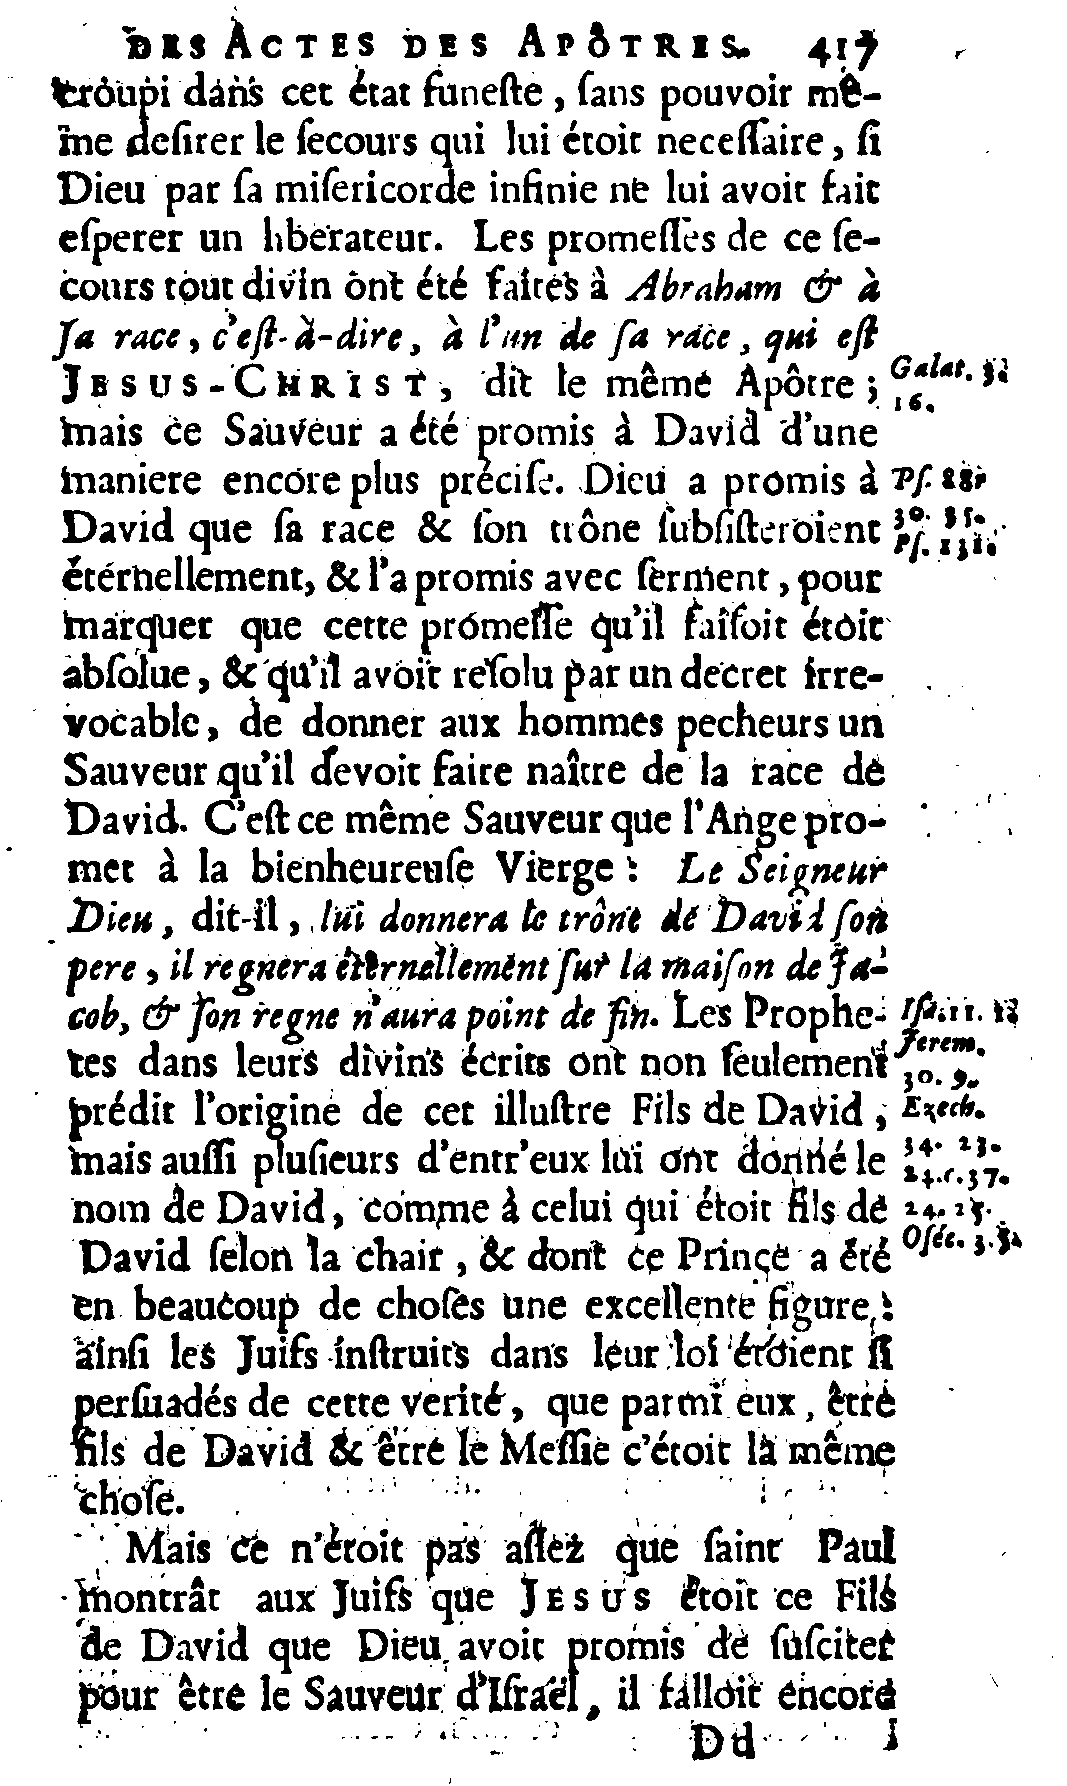 DES ACTES DES APÔTRES. 417
croupi dans cet état funeſte, ſans pouvoir mê-
me deſirer le ſecours qui lui étoit neceſſaire, ſi
Dieu par ſa miſericorde infinie ne lui avoit fait
eſperer un liberateur. Les promeſſes de ce ſe-
cours tout divin ont été faites à Abraham & à
ſa race, c'eſt-à-dire, à l'un de ſa race, qui eſt
JESUS-CHRIST, dit le même Apôtre;
Galat. 3.
16.
mais ce Sauveur a été promis à David d'une
maniere encore plus préciſe. Dieu a promis à
Pſ. 88.
David que ſa race & ſon trône ſubſiſteroient
30. 35.
Pſ. 131.
éternellement, & l'a promis avec ſerment, pour
marquer que cette promeſſe qu'il faiſoit étoit
abſolue, & qu'il avoit reſolu par un decret irre-
vocable, de donner aux hommes pecheurs un
Sauveur qu'il devoit faire naître de la race de
David. C'eſt ce même Sauveur que l'Ange pro-
met à la bienheureuſe Vierge: Le Seigneur
Dieu, dit-il, lui donnera le trône de David ſon
pere, il regnera éternellement ſur la maiſon de Ja-
cob, & ſon regne n'aura point de fin. Les Prophe-
Iſa. 11.
tes dans leurs divins écrits ont non ſeulement
Jerem.
30. 9.
prédit l'origine de cet illuſtre Fils de David,
Ezech.
mais auſſi pluſieurs d'entr'eux lui ont donné le
34. 23.
24. c. 37.
nom de David, comme à celui qui étoit fils de
24. 25.
David ſelon la chair, & dont ce Prince a été
Oſée. 3. 5.
en beaucoup de choſes une excellente figure:
ainſi les Juifs inſtruits dans leur loi étoient ſi
perſuadés de cette verité, que parmi eux, être
fils de David & être le Meſſie c'étoit la même
choſe.
Mais ce n'étoit pas aſſez que ſaint Paul
montrât aux Juifs que JESUS étoit ce Fils
de David que Dieu avoit promis de ſuſciter
pour être le Sauveur d'Iſraël, il falloit encore
Dd